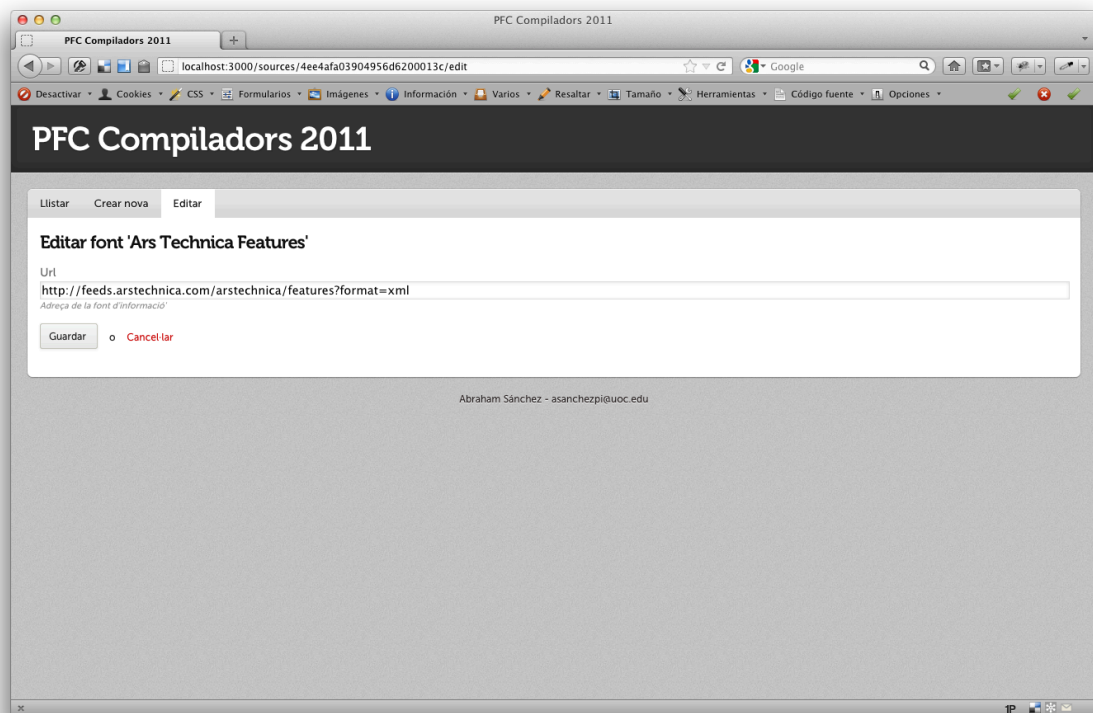 PFC Compiladors 2011
PFC Compiladors 2011
localhost:3000/sources/4ee4afa03904956d6200013c/edit
Google
Desactivar Cookies CSS Formularios Imágenes Información Varios Resaltar Tamaño Herramientas Código fuente Opciones
PFC Compiladors 2011
Llistar Crear nova Editar
Editar font 'Ars Technica Features'
Url
http://feeds.arstechnica.com/arstechnica/features?format=xml
Adreça de la font d'informació'
Guardar o Cancel·lar
Abraham Sánchez - asanchezpi@uoc.edu
1P